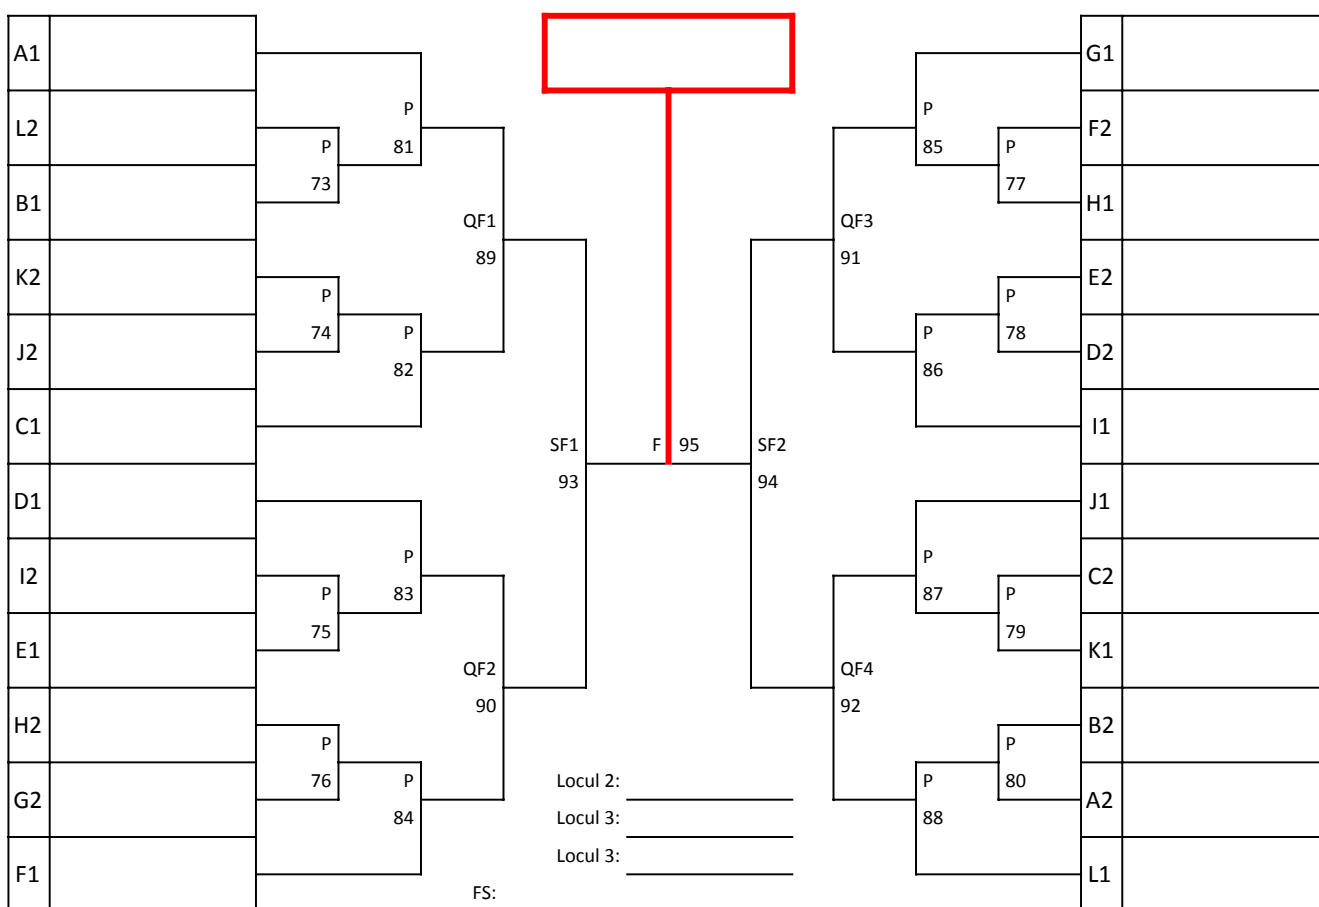 A1
G1
P
81
P
85
L2
F2
P
73
P
77
B1
H1
QF1
89
QF3
91
K2
E2
P
74
P
78
J2
D2
P
82
P
86
C1
I1
SF1
93
F 95
SF2
94
D1
J1
P
83
P
87
I2
C2
P
75
P
79
E1
K1
QF2
90
QF4
92
H2
B2
P
76
P
80
G2
A2
P
84
P
88
Locul 2:
Locul 3:
Locul 3:
F1
L1
FS: